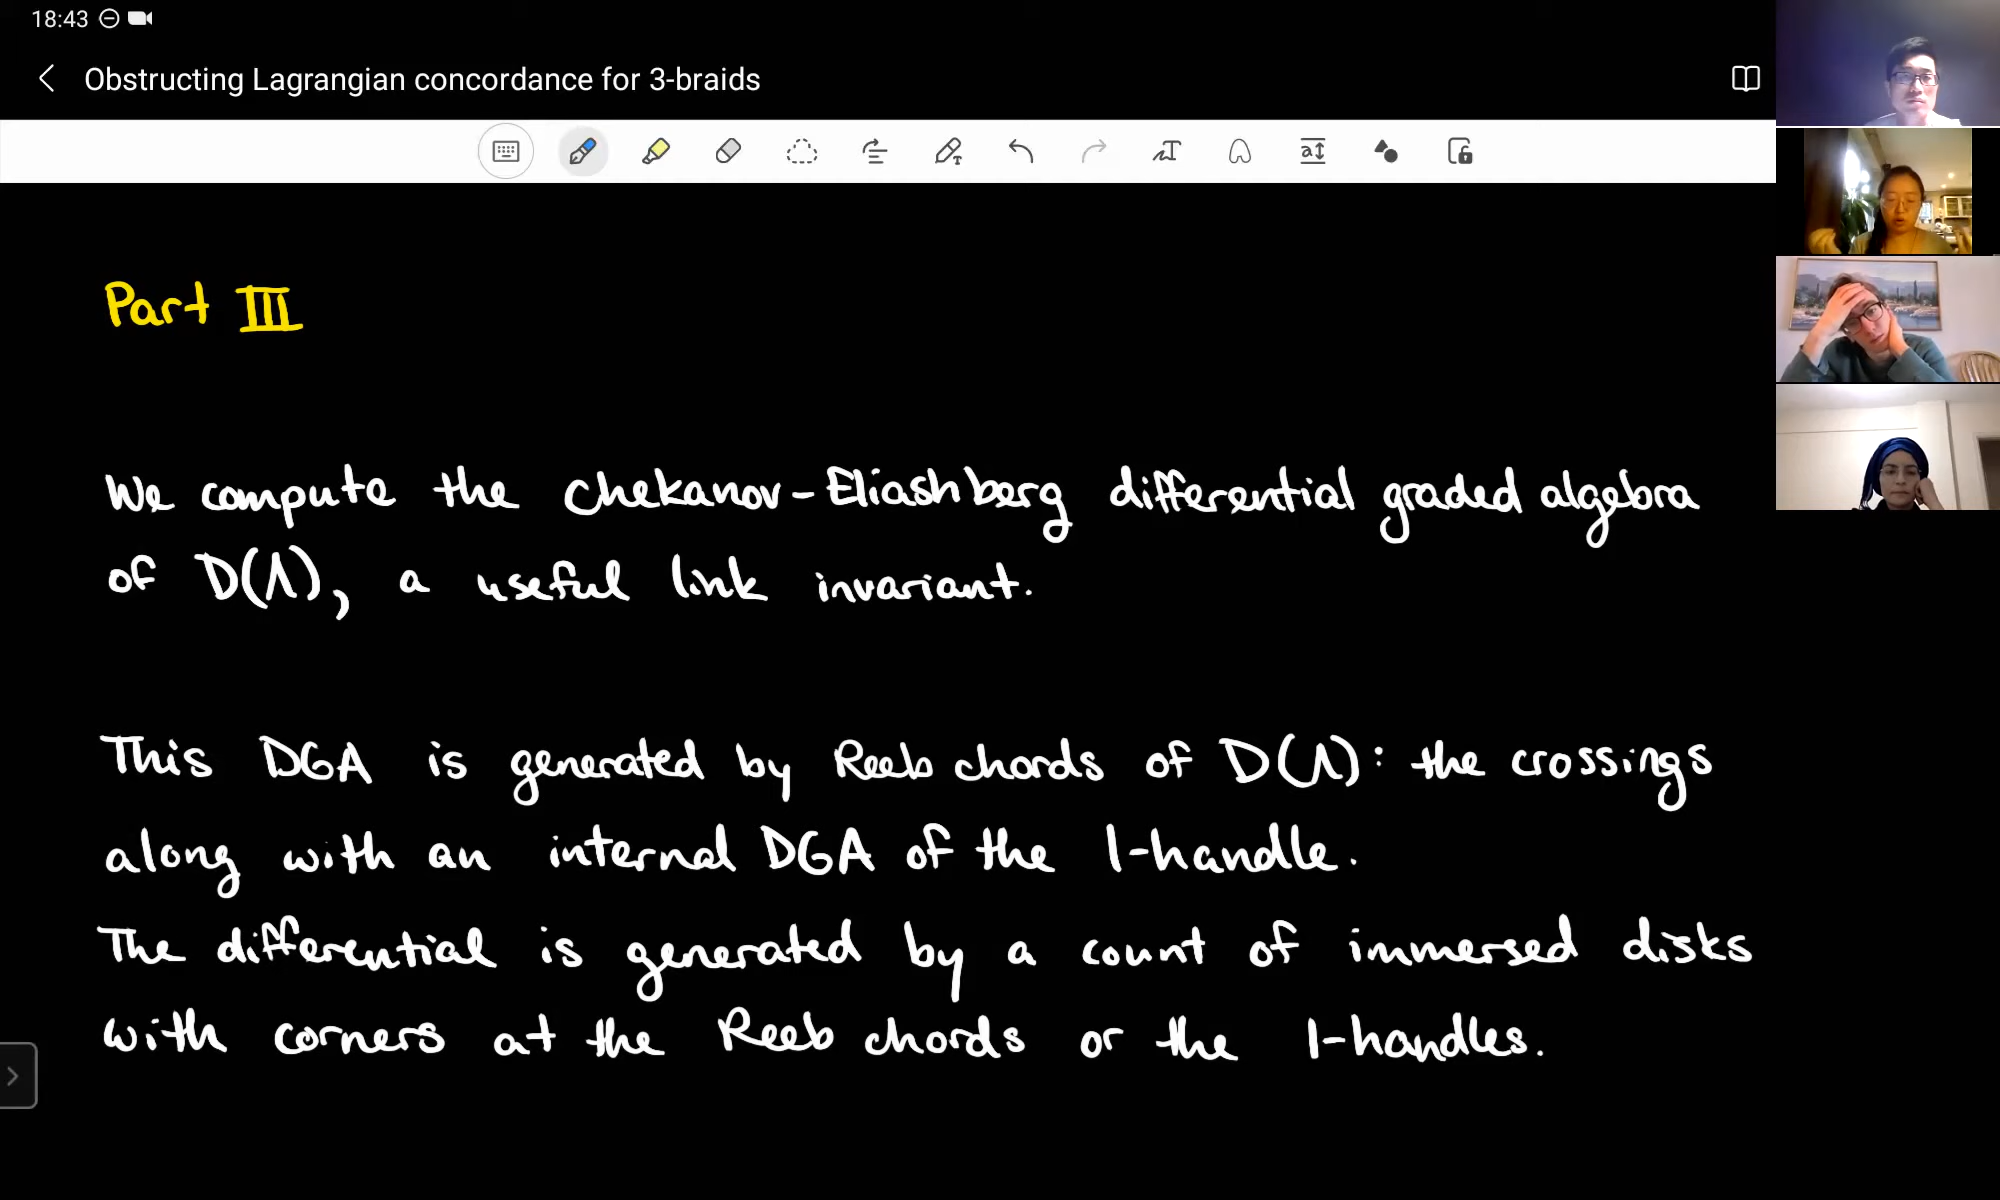 18:43
Obstructing Lagrangian concordance for 3-braids
Part III
We compute the Chekanov-Eliashberg differential graded algebra
of D(Λ), a useful link invariant.
This DGA is generated by Reeb chords of D(Λ): the crossings
along with an internal DGA of the 1-handle.
The differential is generated by a count of immersed disks
with corners at the Reeb chords or the 1-handles.